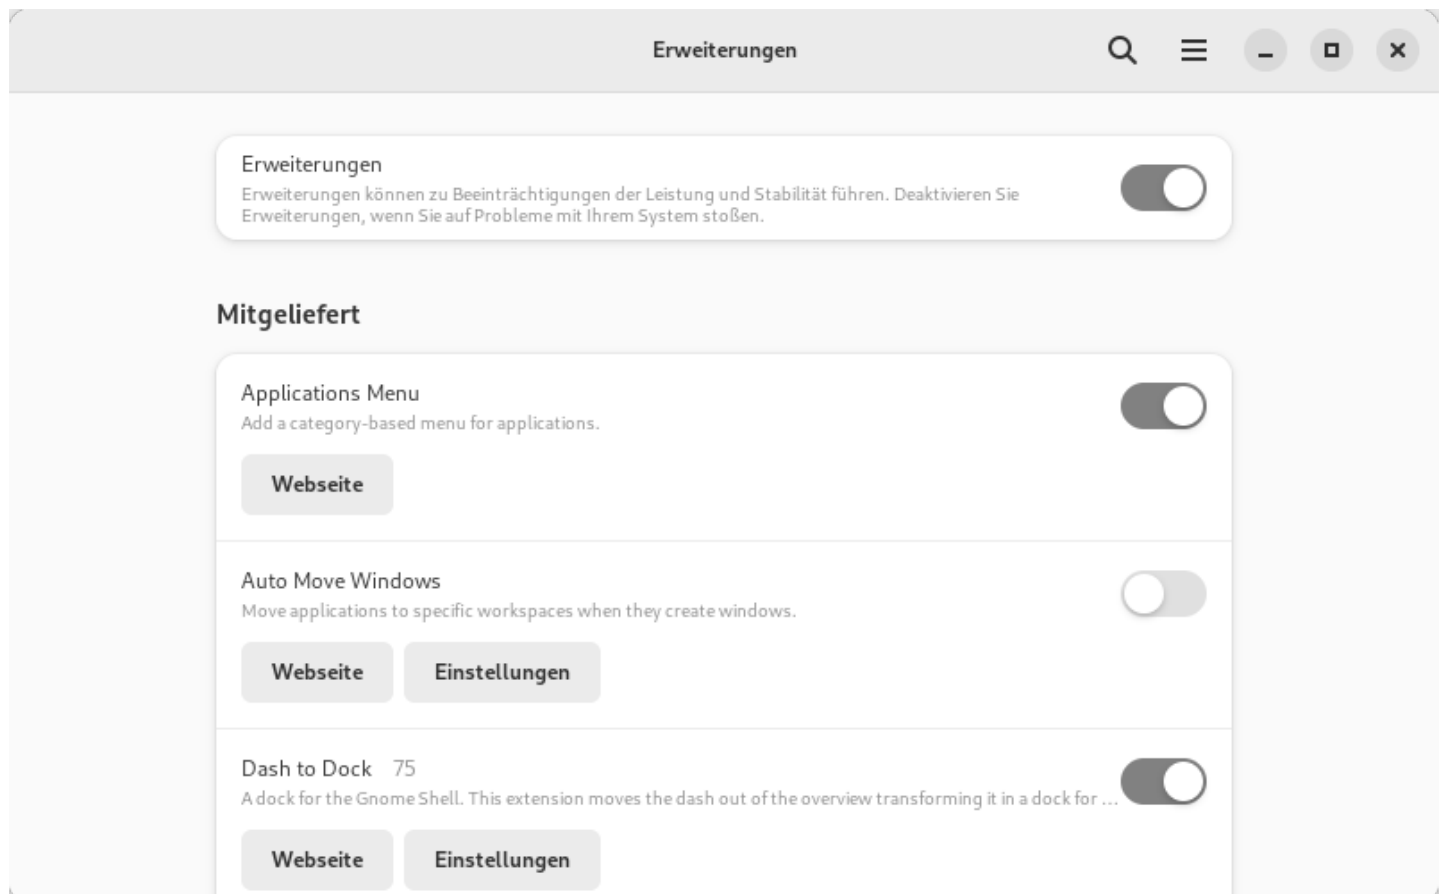 Erweiterungen
Erweiterungen
Erweiterungen können zu Beeinträchtigungen der Leistung und Stabilität führen. Deaktivieren Sie
Erweiterungen, wenn Sie auf Probleme mit Ihrem System stoßen.
Mitgeliefert
Applications Menu
Add a category-based menu for applications.
Webseite
Auto Move Windows
Move applications to specific workspaces when they create windows.
Webseite Einstellungen
Dash to Dock 75
A dock for the Gnome Shell. This extension moves the dash out of the overview transforming it in a dock for ...
Webseite Einstellungen